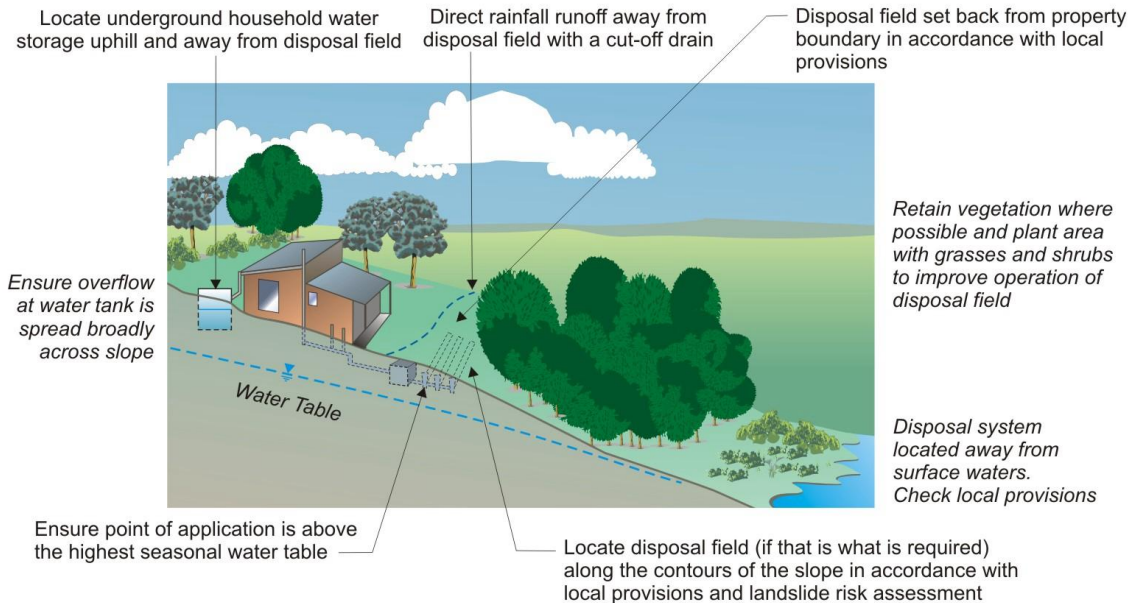 Locate underground household water
storage uphill and away from disposal field
Direct rainfall runoff away from
disposal field with a cut-off drain
Disposal field set back from property
boundary in accordance with local
provisions
Retain vegetation where
possible and plant area
with grasses and shrubs
to improve operation of
disposal field
Ensure overflow
at water tank is
spread broadly
across slope
Water Table
Disposal system
located away from
surface waters.
Check local provisions
Ensure point of application is above
the highest seasonal water table
Locate disposal field (if that is what is required)
along the contours of the slope in accordance with
local provisions and landslide risk assessment